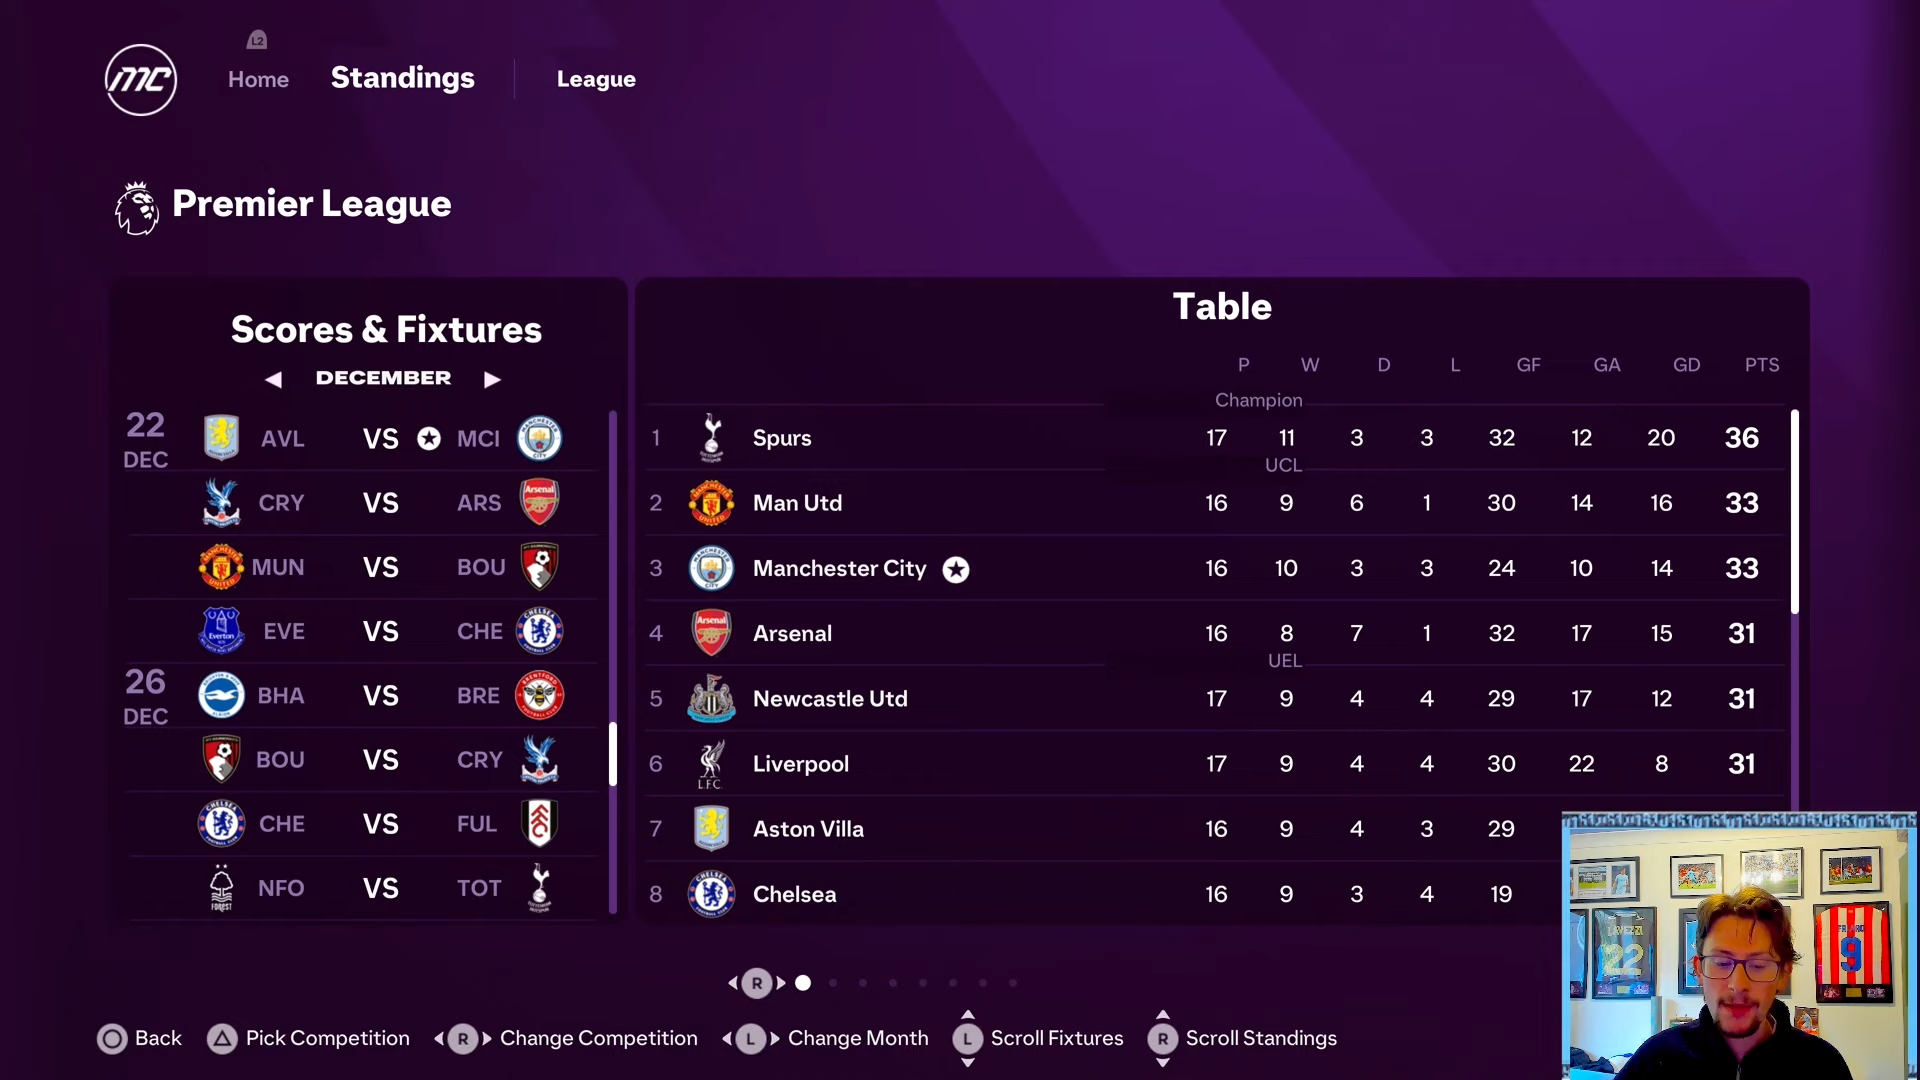 L2
MC Home Standings League
Premier League
Scores & Fixtures
DECEMBER
22 DEC AVL VS MCI
CRY VS ARS
MUN VS BOU
EVE VS CHE
26 DEC BHA VS BRE
BOU VS CRY
CHE VS FUL
NFO VS TOT
Table
P W D L GF GA GD PTS
Champion
1 Spurs 17 11 3 3 32 12 20 36
UCL
2 Man Utd 16 9 6 1 30 14 16 33
3 Manchester City 16 10 3 3 24 10 14 33
4 Arsenal 16 8 7 1 32 17 15 31
UEL
5 Newcastle Utd 17 9 4 4 29 17 12 31
6 Liverpool 17 9 4 4 30 22 8 31
7 Aston Villa 16 9 4 3 29
8 Chelsea 16 9 3 4 19
LAVEZZI
22
9
R
Back Pick Competition R Change Competition L Change Month L Scroll Fixtures R Scroll Standings